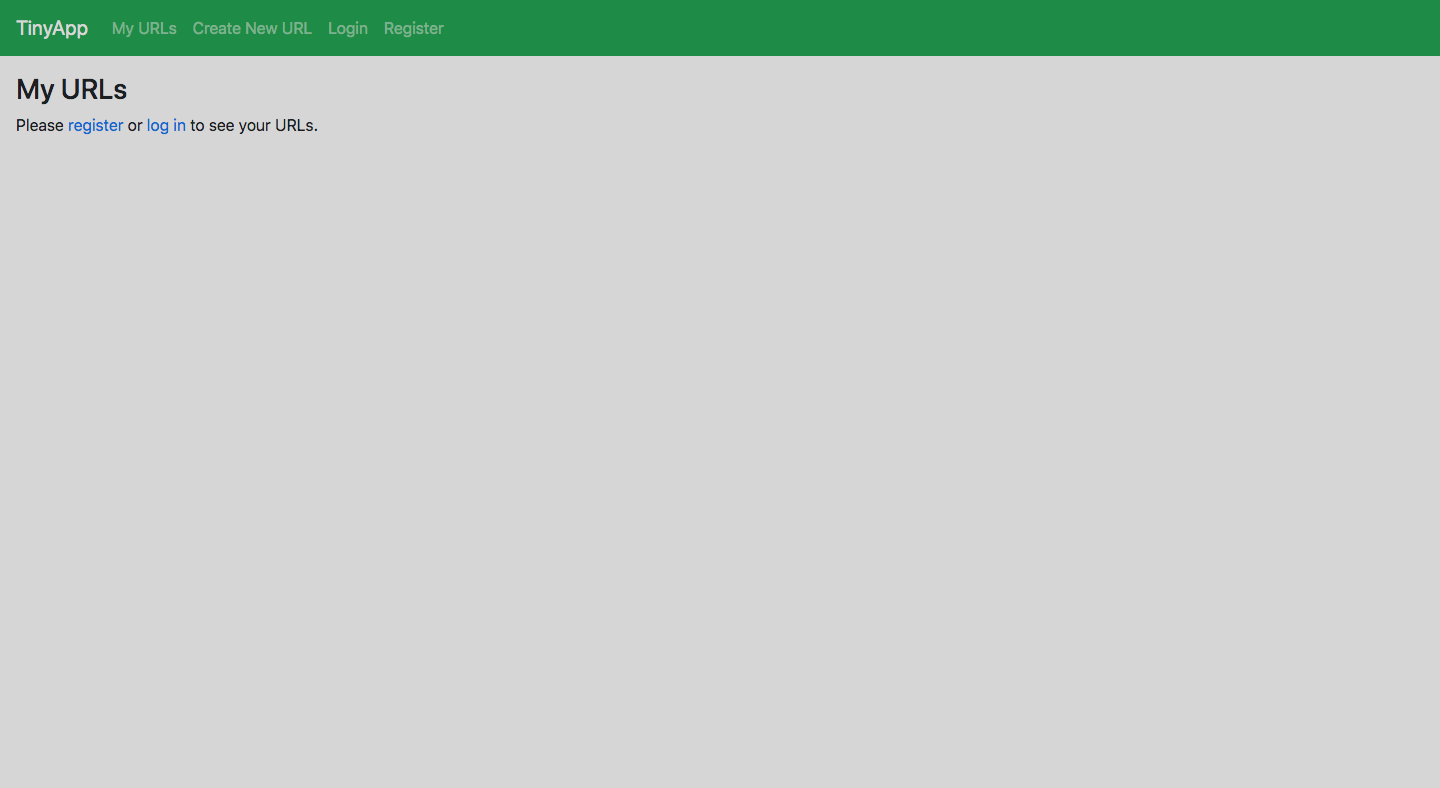 TinyApp My URLs Create New URL Login Register
My URLs
Please register or log in to see your URLs.